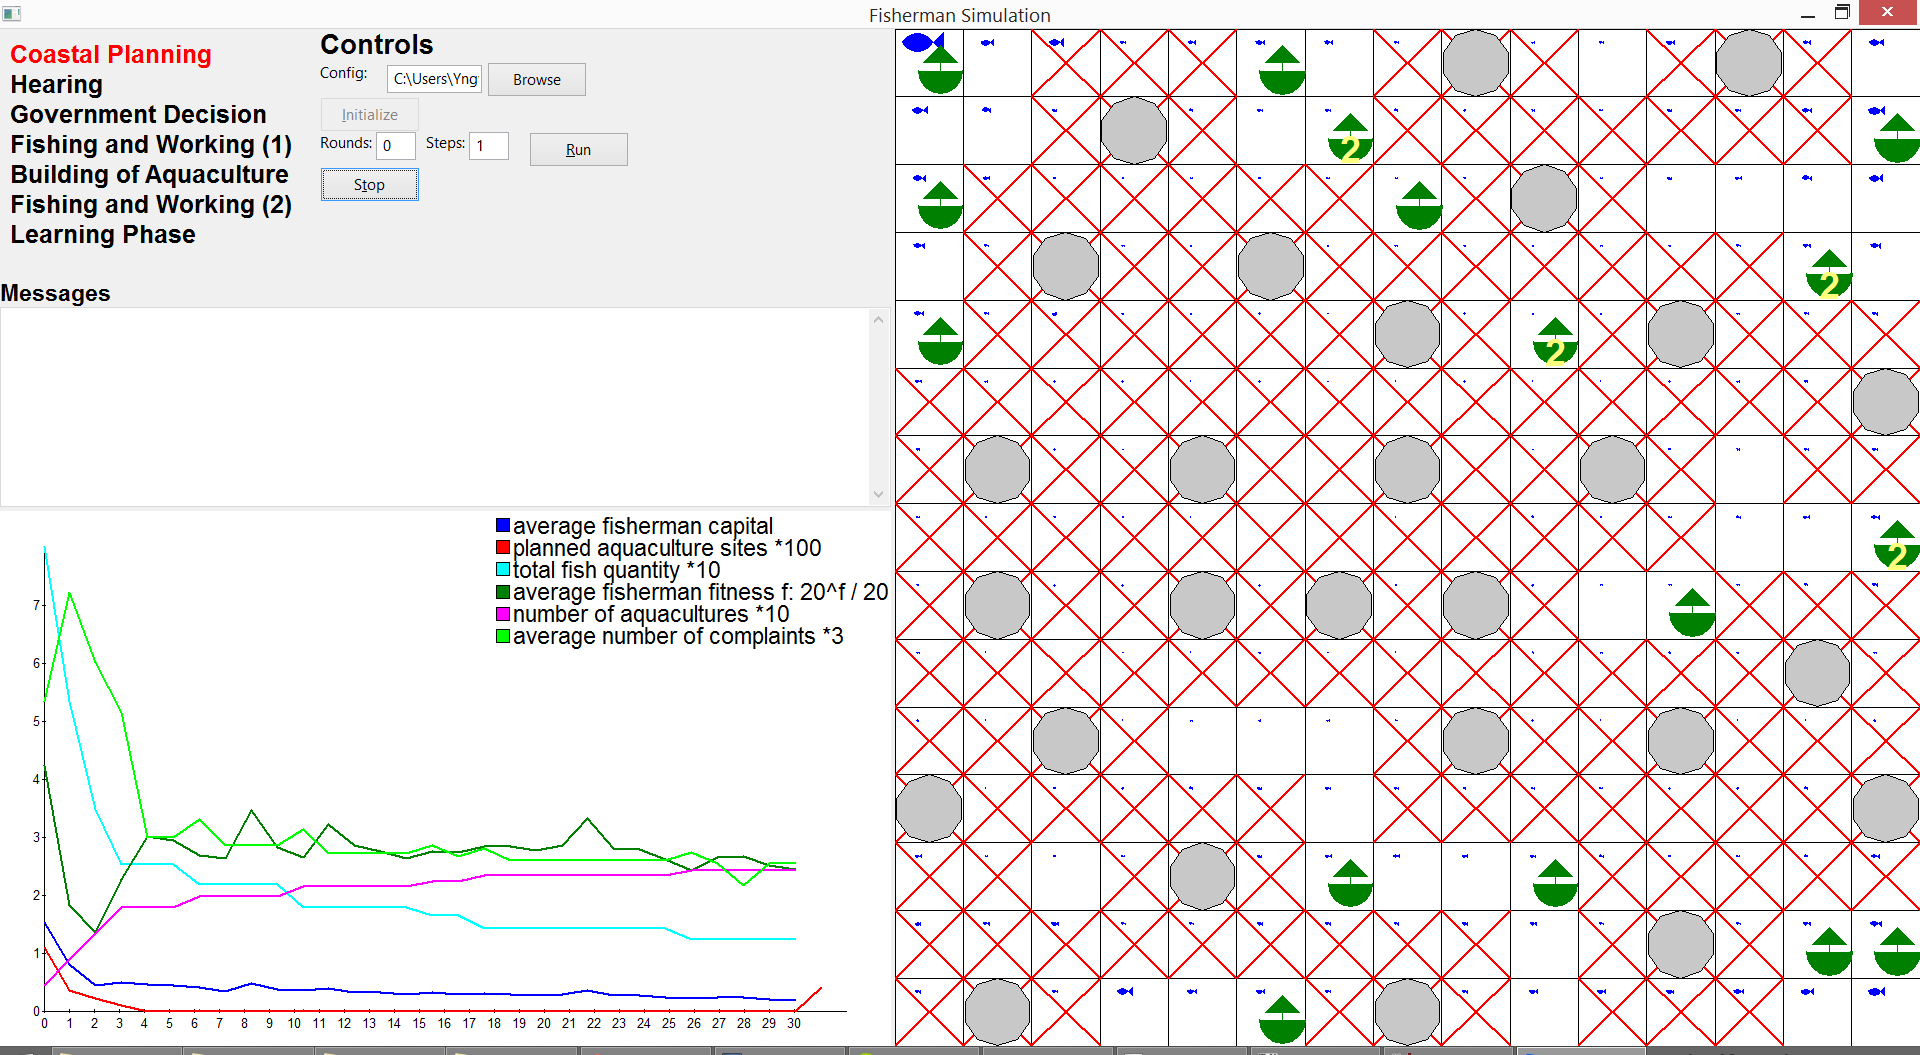 Fisherman Simulation
Coastal Planning
Hearing
Government Decision
Fishing and Working (1)
Building of Aquaculture
Fishing and Working (2)
Learning Phase
Controls
Config: C:\Users\Yng Browse
Initialize
Rounds: 0 Steps: 1 Run
Stop
Messages
average fisherman capital
planned aquaculture sites *100
total fish quantity *10
average fisherman fitness f: 20^f / 20
number of aquacultures *10
average number of complaints *3
7
6
5
4
3
2
1
0
0 1 2 3 4 5 6 7 8 9 10 11 12 13 14 15 16 17 18 19 20 21 22 23 24 25 26 27 28 29 30
2
2
2
2